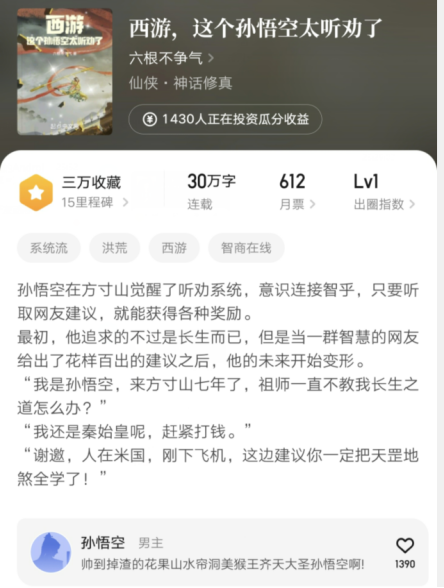 西游
这个孙悟空太听劝了
西游，这个孙悟空太听劝了
六根不争气
仙侠·神话修真
1430人正在投资瓜分收益
三万收藏
15里程碑
30万字
连载
612
月票
Lv1
出圈指数
系统流
洪荒
西游
智商在线
孙悟空在方寸山觉醒了听劝系统，意识连接智乎，只要听
取网友建议，就能获得各种奖励。
最初，他追求的不过是长生而已，但是当一群智慧的网友
给出了花样百出的建议之后，他的未来开始变形。
“我是孙悟空，来方寸山七年了，祖师一直不教我长生之
道怎么办？”
“我还是秦始皇呢，赶紧打钱。”
“谢邀，人在米国，刚下飞机，这边建议你一定把天罡地
煞全学了！”
孙悟空 男主
帅到掉渣的花果山水帘洞美猴王齐天大圣孙悟空啊!
1390